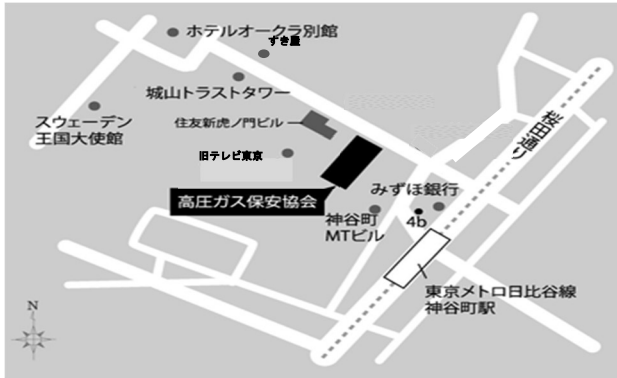 ホテルオークラ別館
すき屋
城山トラストタワー
スウェーデン
王国大使館
住友新虎ノ門ビル
旧テレビ東京
桜田通り
高圧ガス保安協会
みずほ銀行
神谷町
MTビル
4b
東京メトロ日比谷線
神谷町駅
N